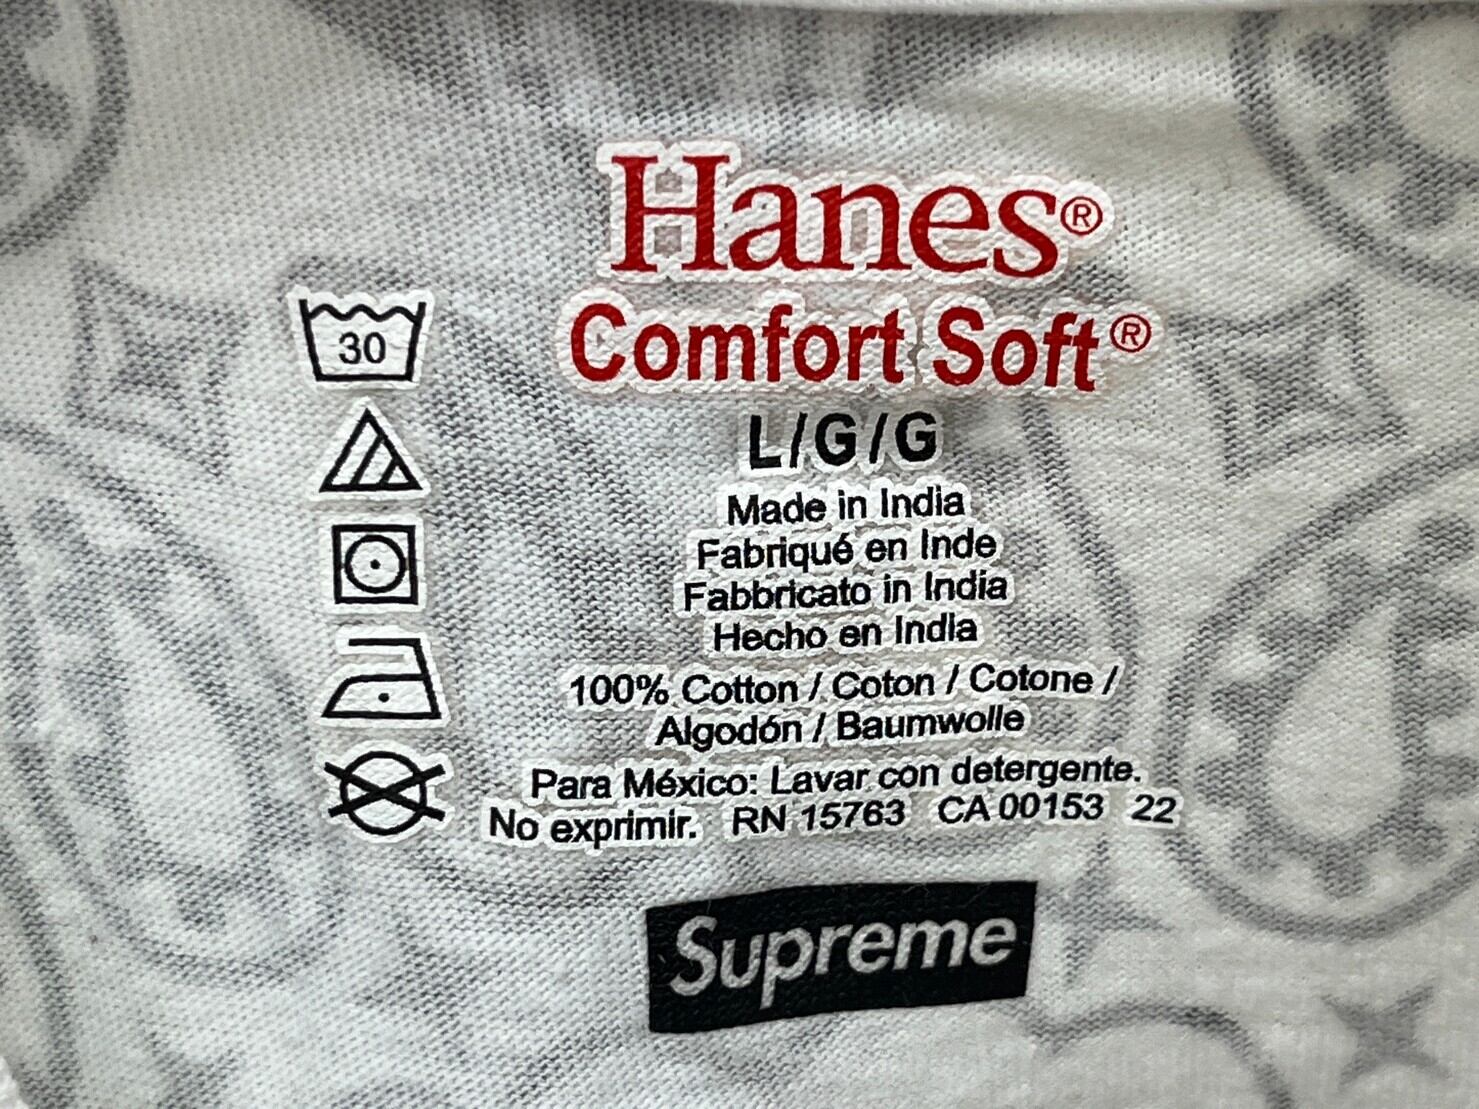 Hanes®
Comfort Soft®
30
L/G/G
Made in India
Fabriqué en Inde
Fabbricato in India
Hecho en India
100% Cotton / Coton / Cotone /
Algodón / Baumwolle
Para México: Lavar con detergente.
No exprimir. RN 15763 CA 00153 22
Supreme